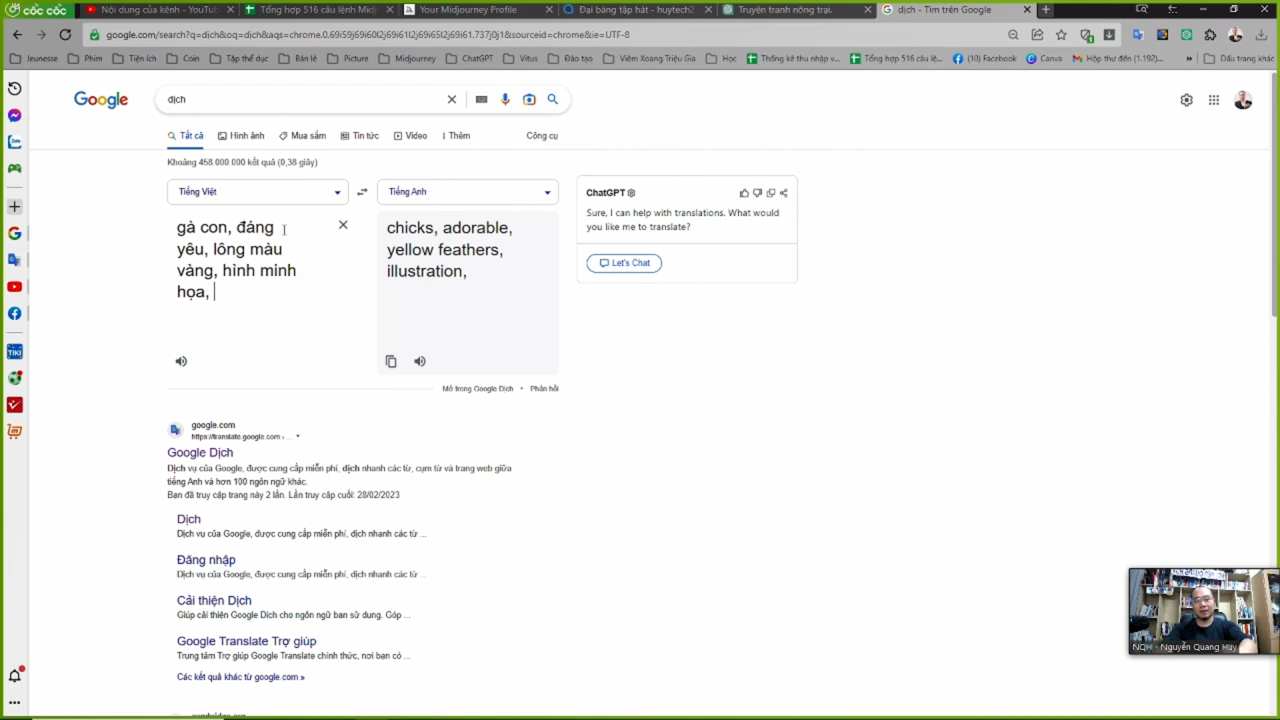 cốc cốc
Nội dung của kênh - YouTu
Tổng hợp 516 câu lệnh Midj
Your Midjourney Profile
Đại bàng tập hát - huytech2
Truyện tranh nông trại.
dịch - Tìm trên Google
google.com/search?q=dich&oq=dich&aqs=chrome.0.69i59j69i60l2j69i61l2j69i65l2j69i61.737j0j1&sourceid=chrome&ie=UTF-8
Jeunesse
Phim
Tiện ích
Coin
Tập thể dục
Bán lẻ
Picture
Midjourney
ChatGPT
Vitus
Đào tạo
Viêm Xoang Triệu Gia
Học
Thống kê thu nhập v...
Tổng hợp 516 câu lệ...
(10) Facebook
Canva
Hộp thư đến (1.192)...
»
Dấu trang khác
Google
dịch
Tất cả
Hình ảnh
Mua sắm
Tin tức
Video
Thêm
Công cụ
Khoảng 458.000.000 kết quả (0,38 giây)
Tiếng Việt
Tiếng Anh
gà con, đáng
yêu, lông màu
vàng, hình minh
họa,
chicks, adorable,
yellow feathers,
illustration,
Mở trong Google Dịch • Phản hồi
ChatGPT
Sure, I can help with translations. What would
you like me to translate?
Let's Chat
google.com
https://translate.google.com › ...
Google Dịch
Dịch vụ của Google, được cung cấp miễn phí, dịch nhanh các từ, cụm từ và trang web giữa
tiếng Anh và hơn 100 ngôn ngữ khác.
Bạn đã truy cập trang này 2 lần. Lần truy cập cuối: 28/02/2023
Dịch
Dịch vụ của Google, được cung cấp miễn phí, dịch nhanh các từ ...
Đăng nhập
Dịch vụ của Google, được cung cấp miễn phí, dịch nhanh các từ ...
Cải thiện Dịch
Giúp cải thiện Google Dịch cho ngôn ngữ bạn sử dụng. Góp ...
Google Translate Trợ giúp
Trung tâm Trợ giúp Google Translate chính thức, nơi bạn có ...
Các kết quả khác từ google.com »
Zalo
TIKI
NQH - Nguyễn Quang Huy